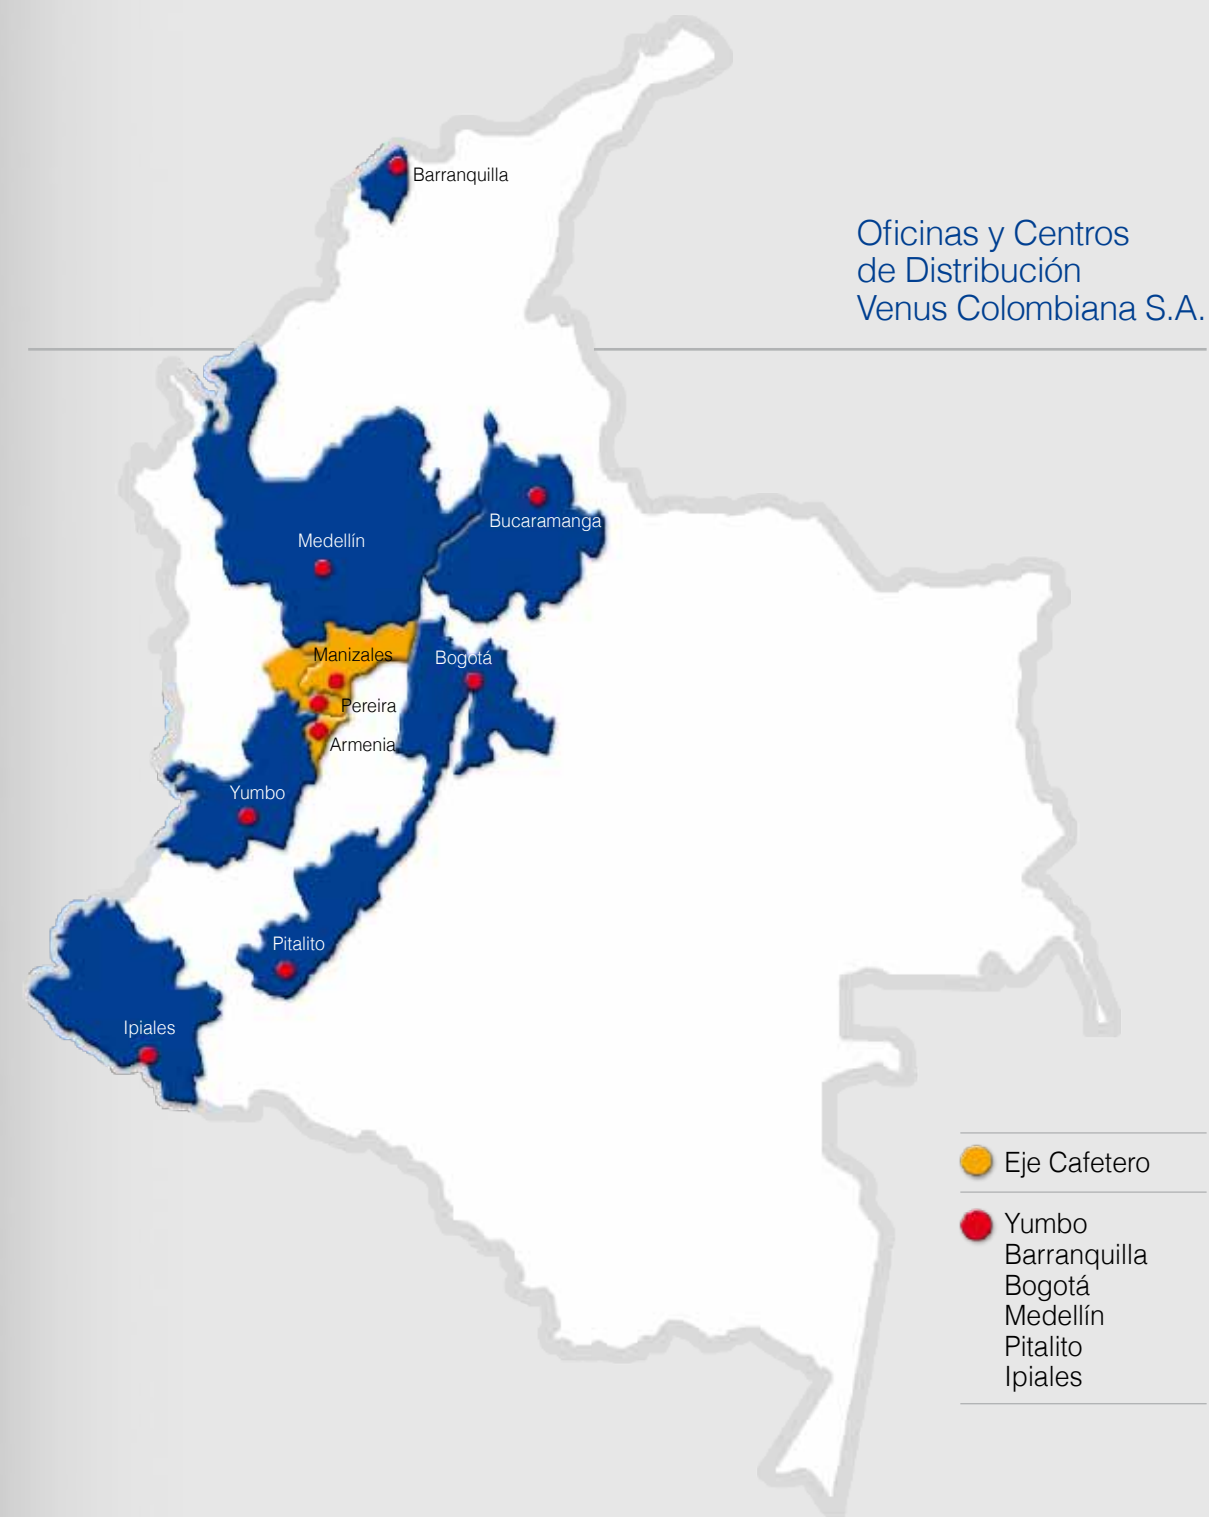 Barranquilla
Oficinas y Centros
de Distribución
Venus Colombiana S.A.
Bucaramanga
Medellín
Manizales
Bogotá
Pereira
Armenia
Yumbo
Pitalito
Ipiales
Eje Cafetero
Yumbo
Barranquilla
Bogotá
Medellín
Pitalito
Ipiales